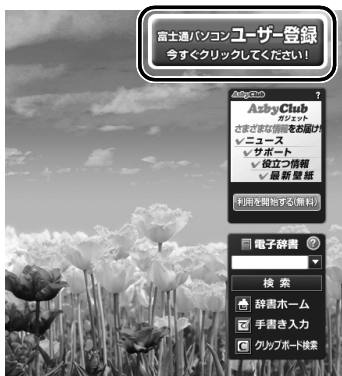 富士通パソコンユーザー登録
今すぐクリックしてください!
AzbyClub ?
AzbyClub
ガジェット
さまざまな情報をお届け!
✓ニュース
✓サポート
✓役立つ情報
✓最新壁紙
利用を開始する(無料)
電子辞書 ?
検索
辞書ホーム
手書き入力
C クリップボード検索